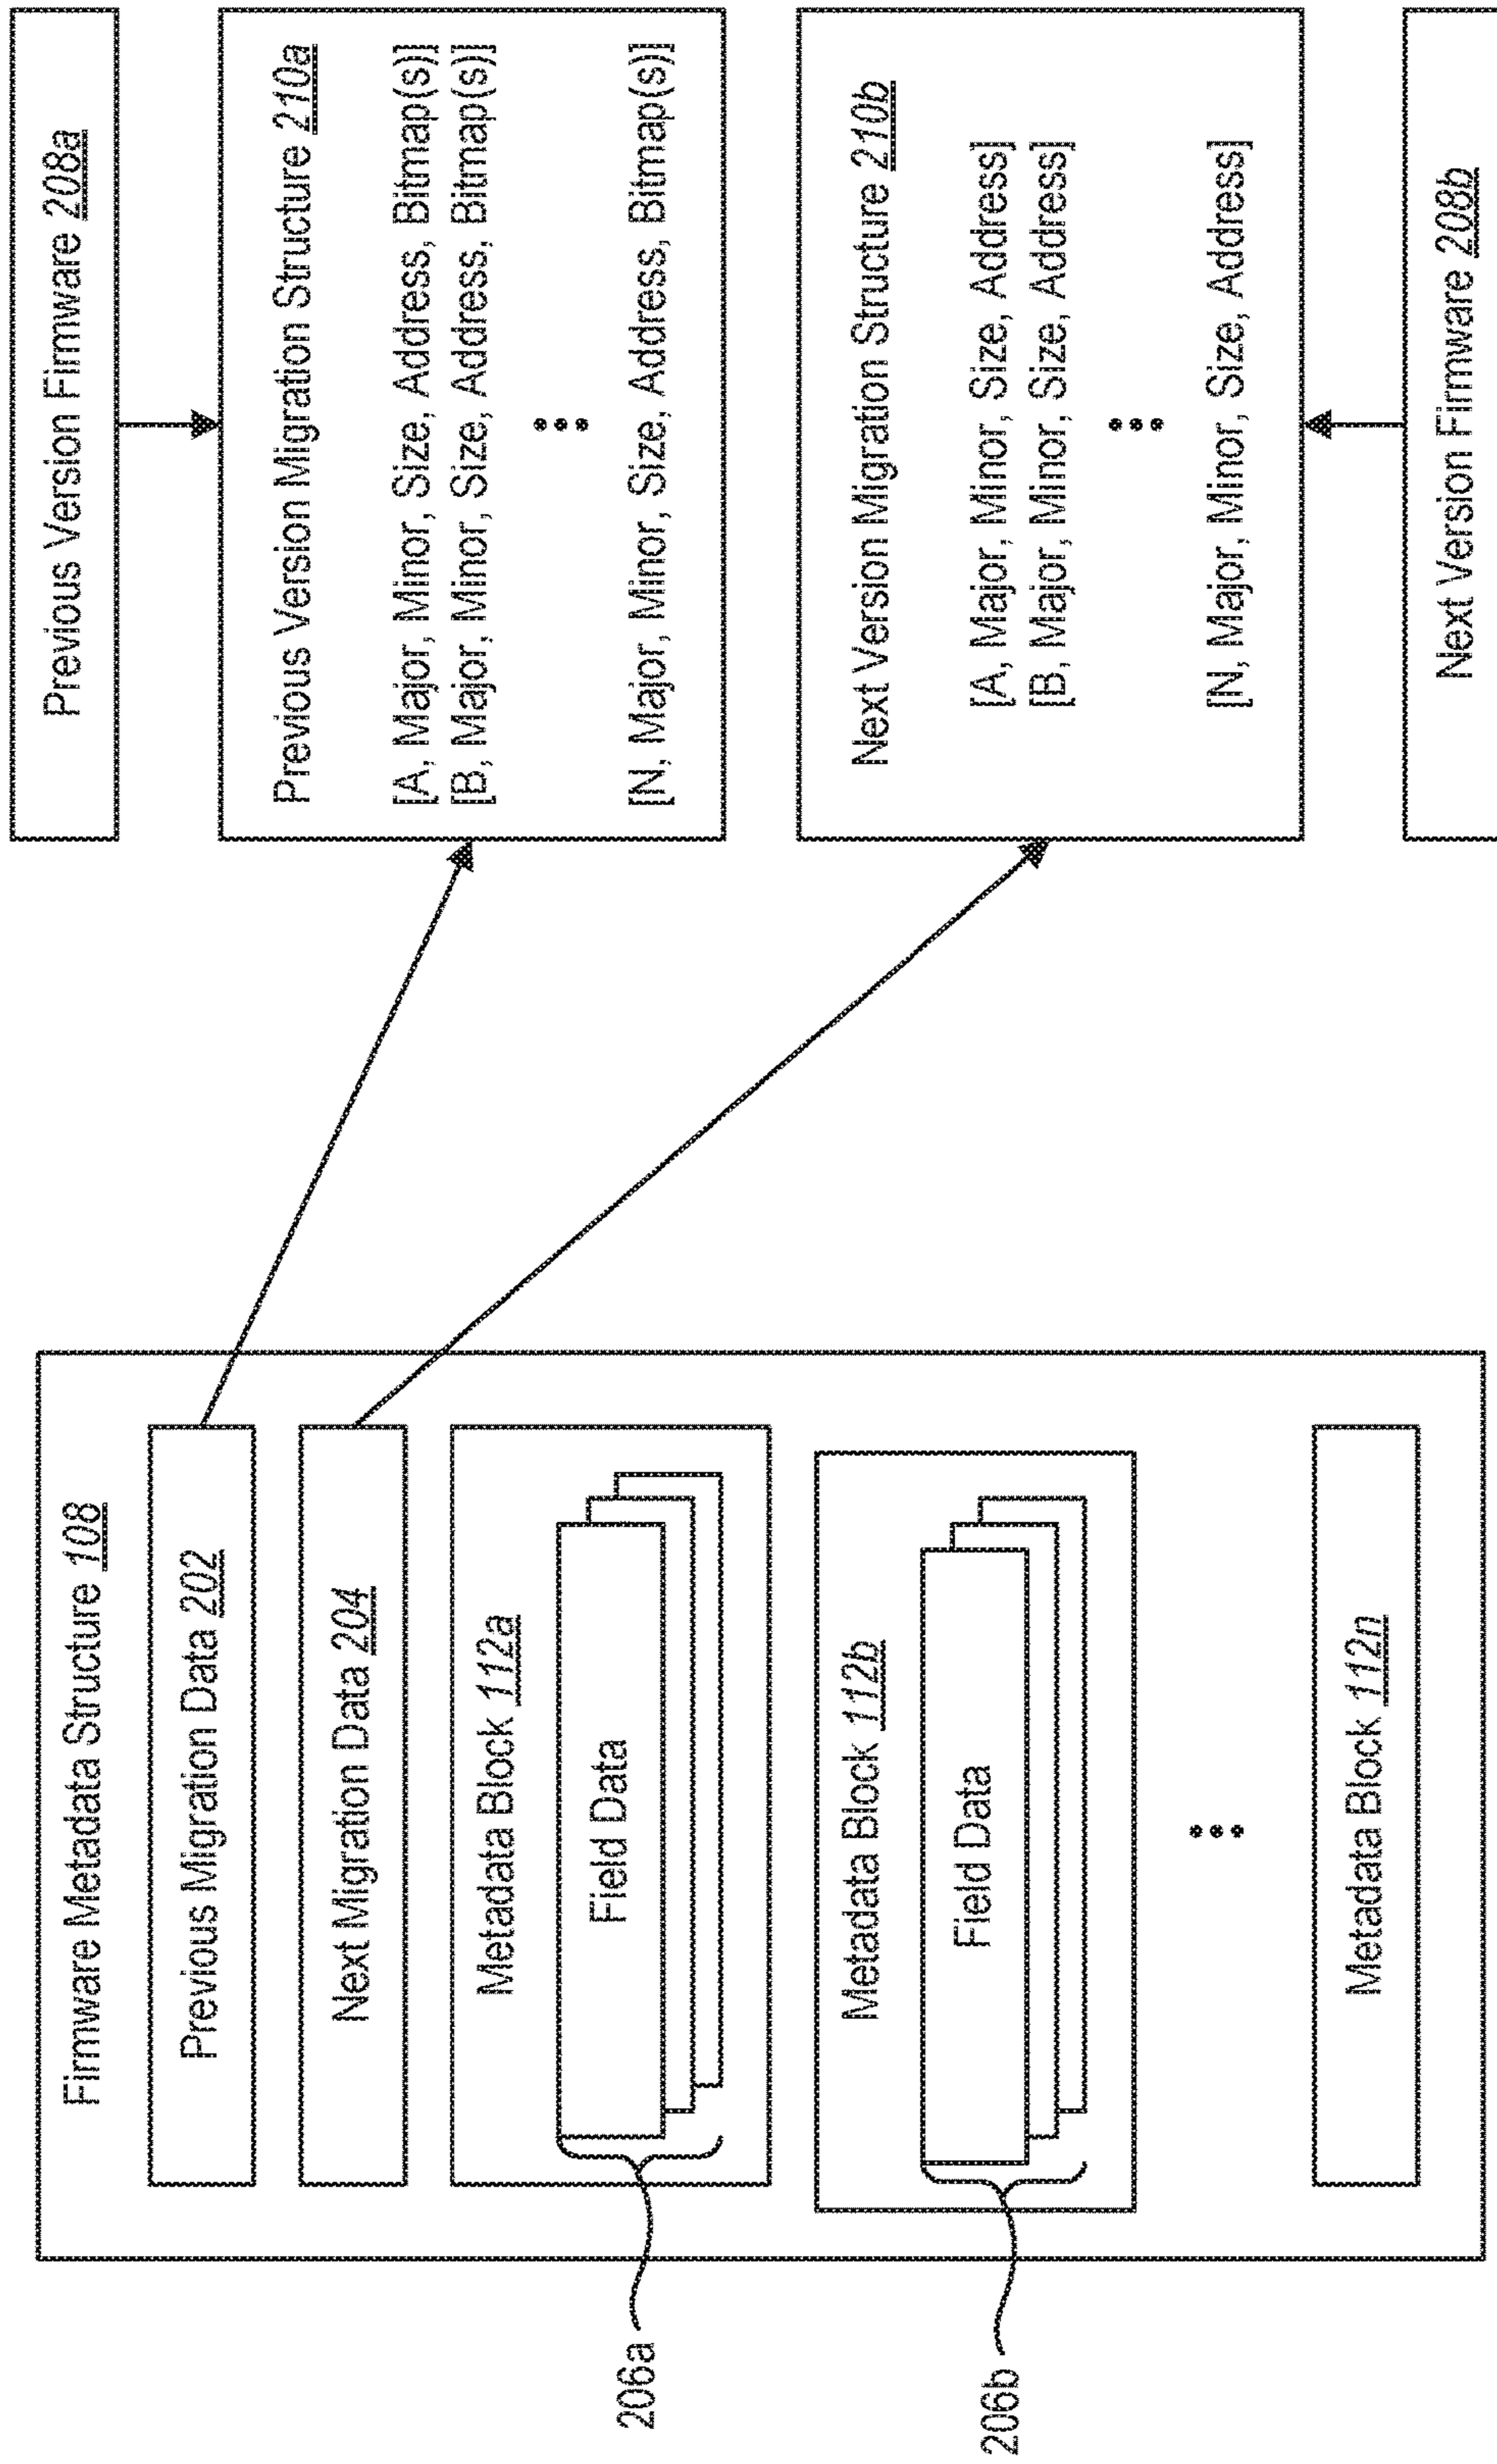 Firmware Metadata Structure 108
Previous Migration Data 202
Next Migration Data 204
Metadata Block 112a
Field Data
206a
Metadata Block 112b
Field Data
206b
Metadata Block 112n
Previous Version Firmware 208a
Previous Version Migration Structure 210a
[A, Major, Minor, Size, Address, Bitmap(s)]
[B, Major, Minor, Size, Address, Bitmap(s)]
[N, Major, Minor, Size, Address, Bitmap(s)]
Next Version Migration Structure 210b
[A, Major, Minor, Size, Address]
[B, Major, Minor, Size, Address]
[N, Major, Minor, Size, Address]
Next Version Firmware 208b